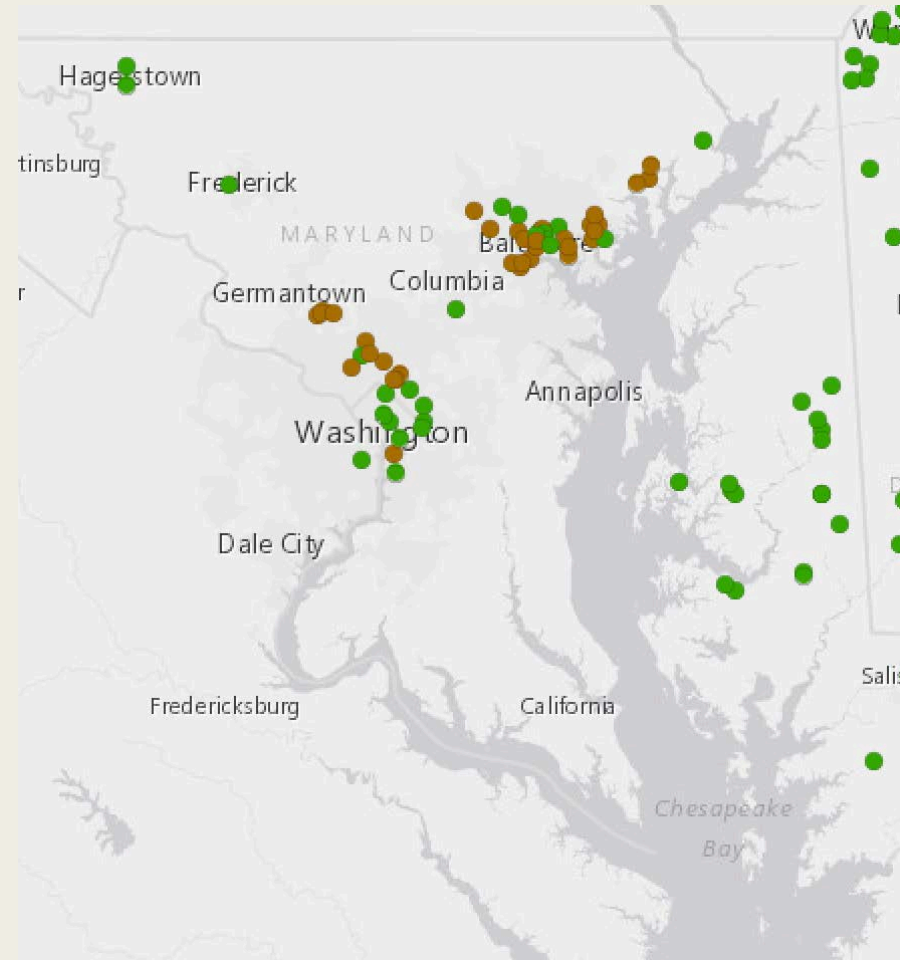 Hagerstown
tinsburg
Frederick
MARYLAND
Columbia
Germantown
Annapolis
Washington
Dale City
Fredericksburg
California
Salis
Chesapeake
Bay